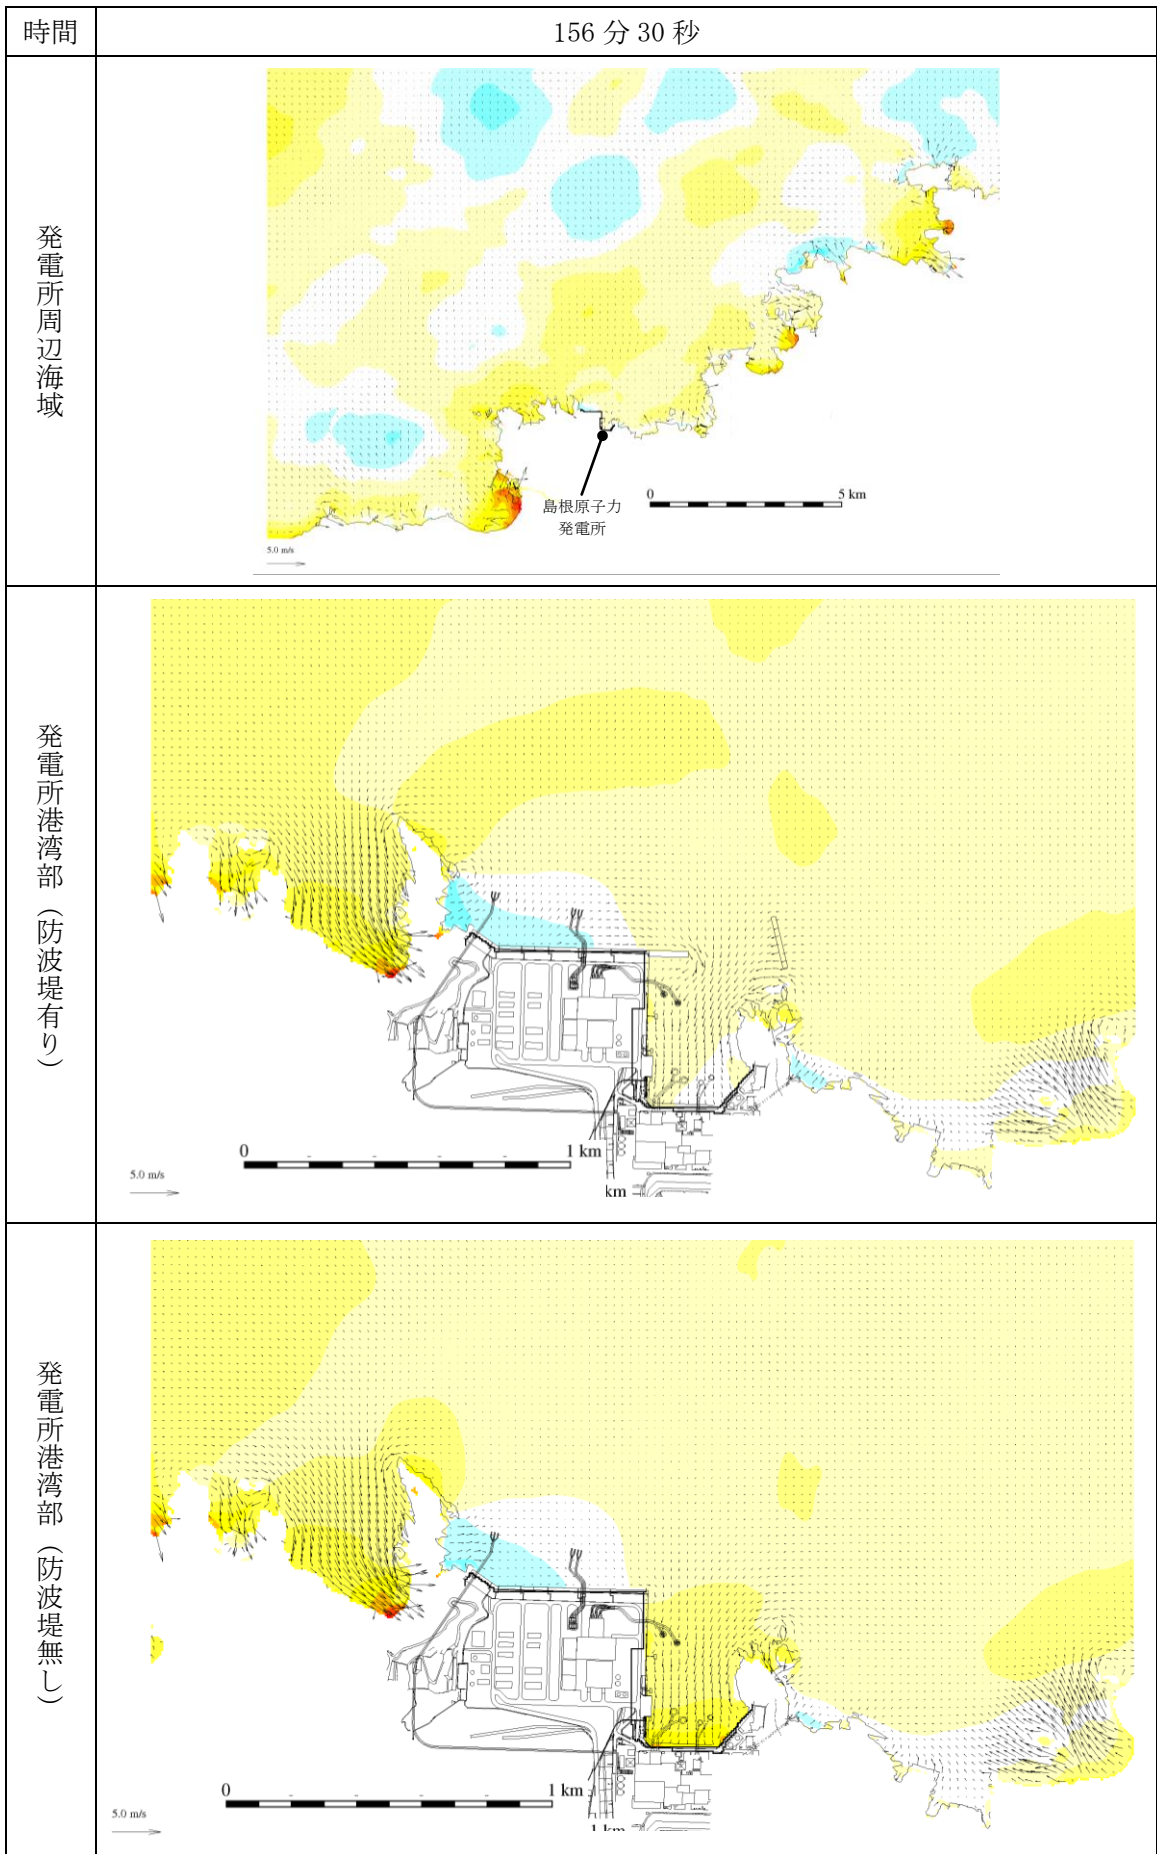 時間
156 分 30 秒
発電所周辺海域
島根原子力
発電所
0 5 km
5.0 m/s
発電所港湾部（防波堤有り）
0 1 km
5.0 m/s
km
発電所港湾部（防波堤無し）
0 1 km
5.0 m/s
1 km